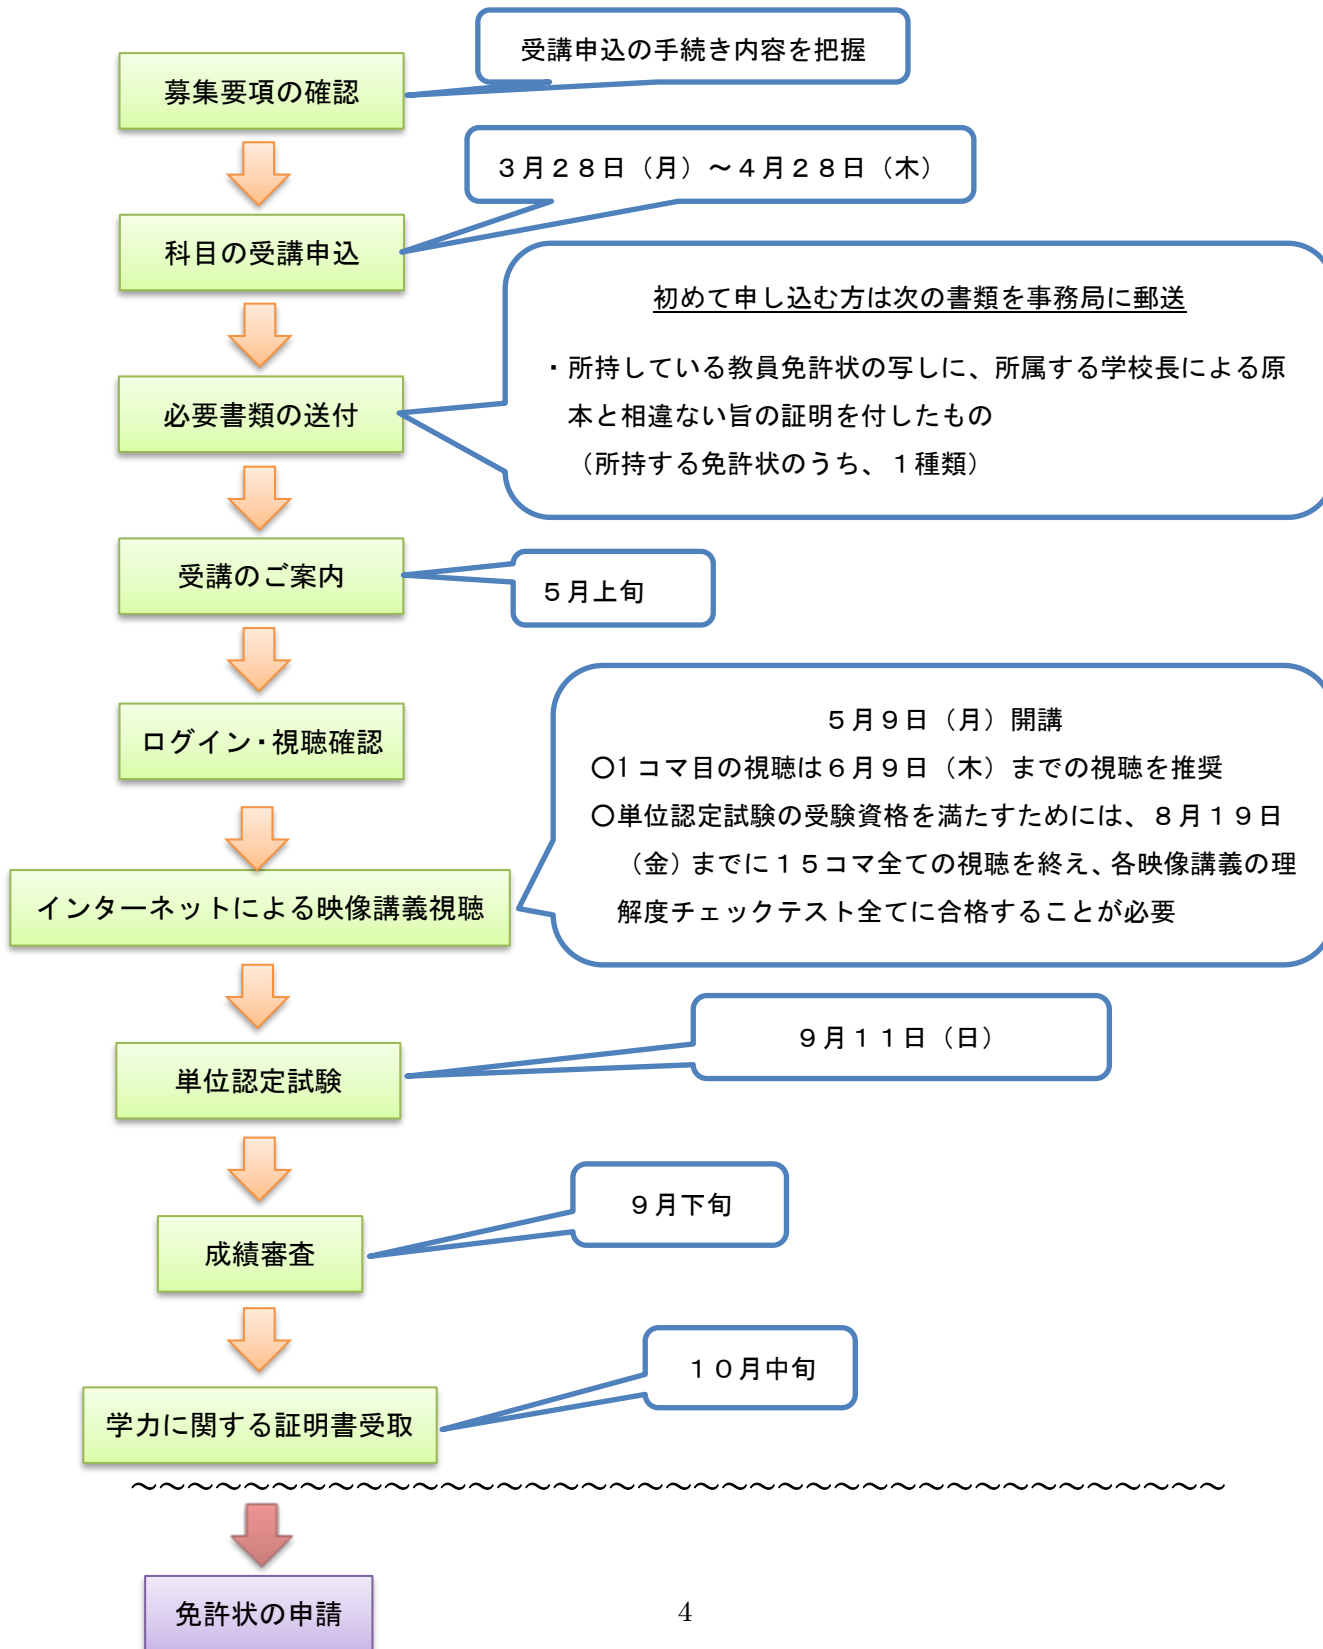 受講申込の手続き内容を把握
募集要項の確認
３月２８日（月）～４月２８日（木）
科目の受講申込
初めて申し込む方は次の書類を事務局に郵送
・所持している教員免許状の写しに、所属する学校長による原
本と相違ない旨の証明を付したもの
（所持する免許状のうち、１種類）
必要書類の送付
受講のご案内
５月上旬
ログイン・視聴確認
５月９日（月）開講
○1コマ目の視聴は６月９日（木）までの視聴を推奨
○単位認定試験の受験資格を満たすためには、８月１９日
（金）までに１５コマ全ての視聴を終え、各映像講義の理
解度チェックテスト全てに合格することが必要
インターネットによる映像講義視聴
９月１１日（日）
単位認定試験
９月下旬
成績審査
１０月中旬
学力に関する証明書受取
～～～～～～～～～～～～～～～～～～～～～～～～～～～～～～～～～～～～～～～
免許状の申請
4